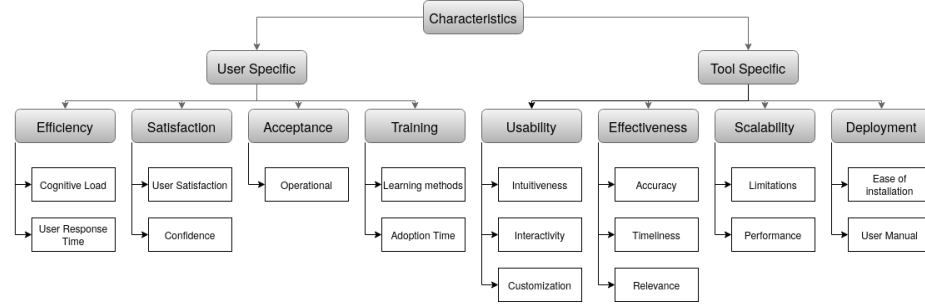 Characteristics
User Specific
Tool Specific
Efficiency
Satisfaction
Acceptance
Training
Usability
Effectiveness
Scalability
Deployment
Cognitive Load
User Satisfaction
Operational
Learning methods
Intuitiveness
Accuracy
Limitations
Ease of
installation
User Response
Time
Confidence
Adoption Time
Interactivity
Timeliness
Performance
User Manual
Customization
Relevance